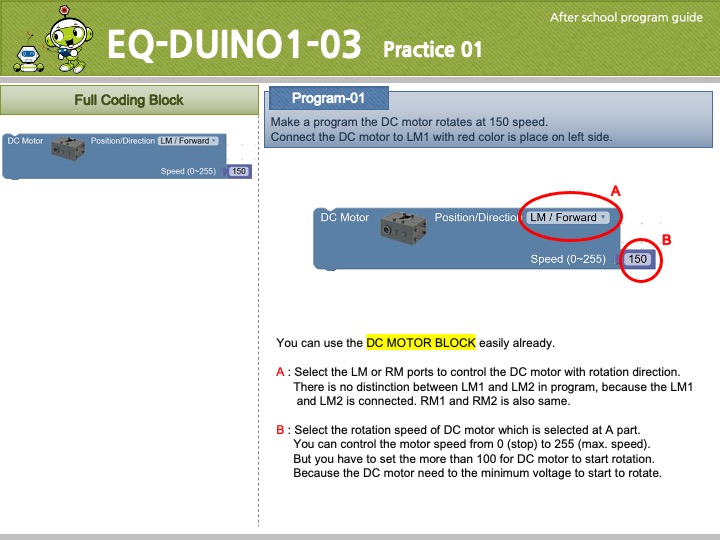 After school program guide
EQ-DUINO1-03 Practice 01
Full Coding Block
DC Motor Position/Direction LM / Forward
Speed (0~255) 150
Program-01
Make a program the DC motor rotates at 150 speed.
Connect the DC motor to LM1 with red color is place on left side.
A
DC Motor Position/Direction LM / Forward
B
Speed (0~255) 150
You can use the DC MOTOR BLOCK easily already.
A : Select the LM or RM ports to control the DC motor with rotation direction.
There is no distinction between LM1 and LM2 in program, because the LM1
and LM2 is connected. RM1 and RM2 is also same.
B : Select the rotation speed of DC motor which is selected at A part.
You can control the motor speed from 0 (stop) to 255 (max. speed).
But you have to set the more than 100 for DC motor to start rotation.
Because the DC motor need to the minimum voltage to start to rotate.